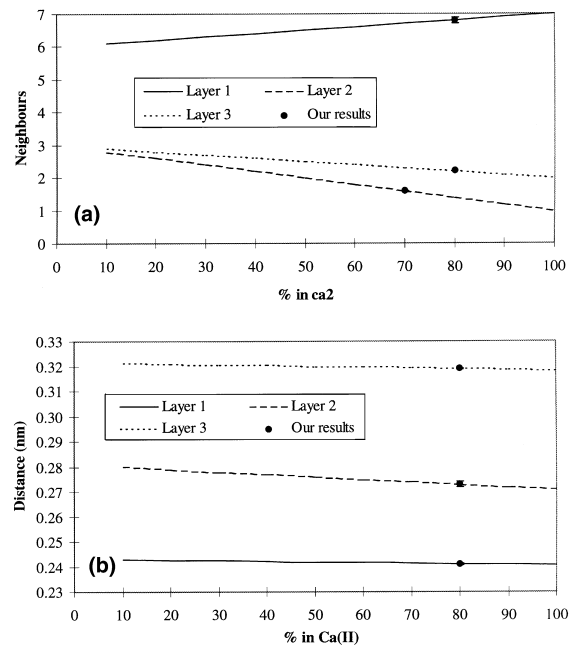 7
6
5
4
3
2
1
0
Neighbours
Layer 1 Layer 2
Layer 3 Our results
(a)
0 10 20 30 40 50 60 70 80 90 100
% in ca2
0.33
0.32
0.31
0.30
0.29
0.28
0.27
0.26
0.25
0.24
0.23
Distance (nm)
Layer 1 Layer 2
Layer 3 Our results
(b)
0 10 20 30 40 50 60 70 80 90 100
% in Ca(II)